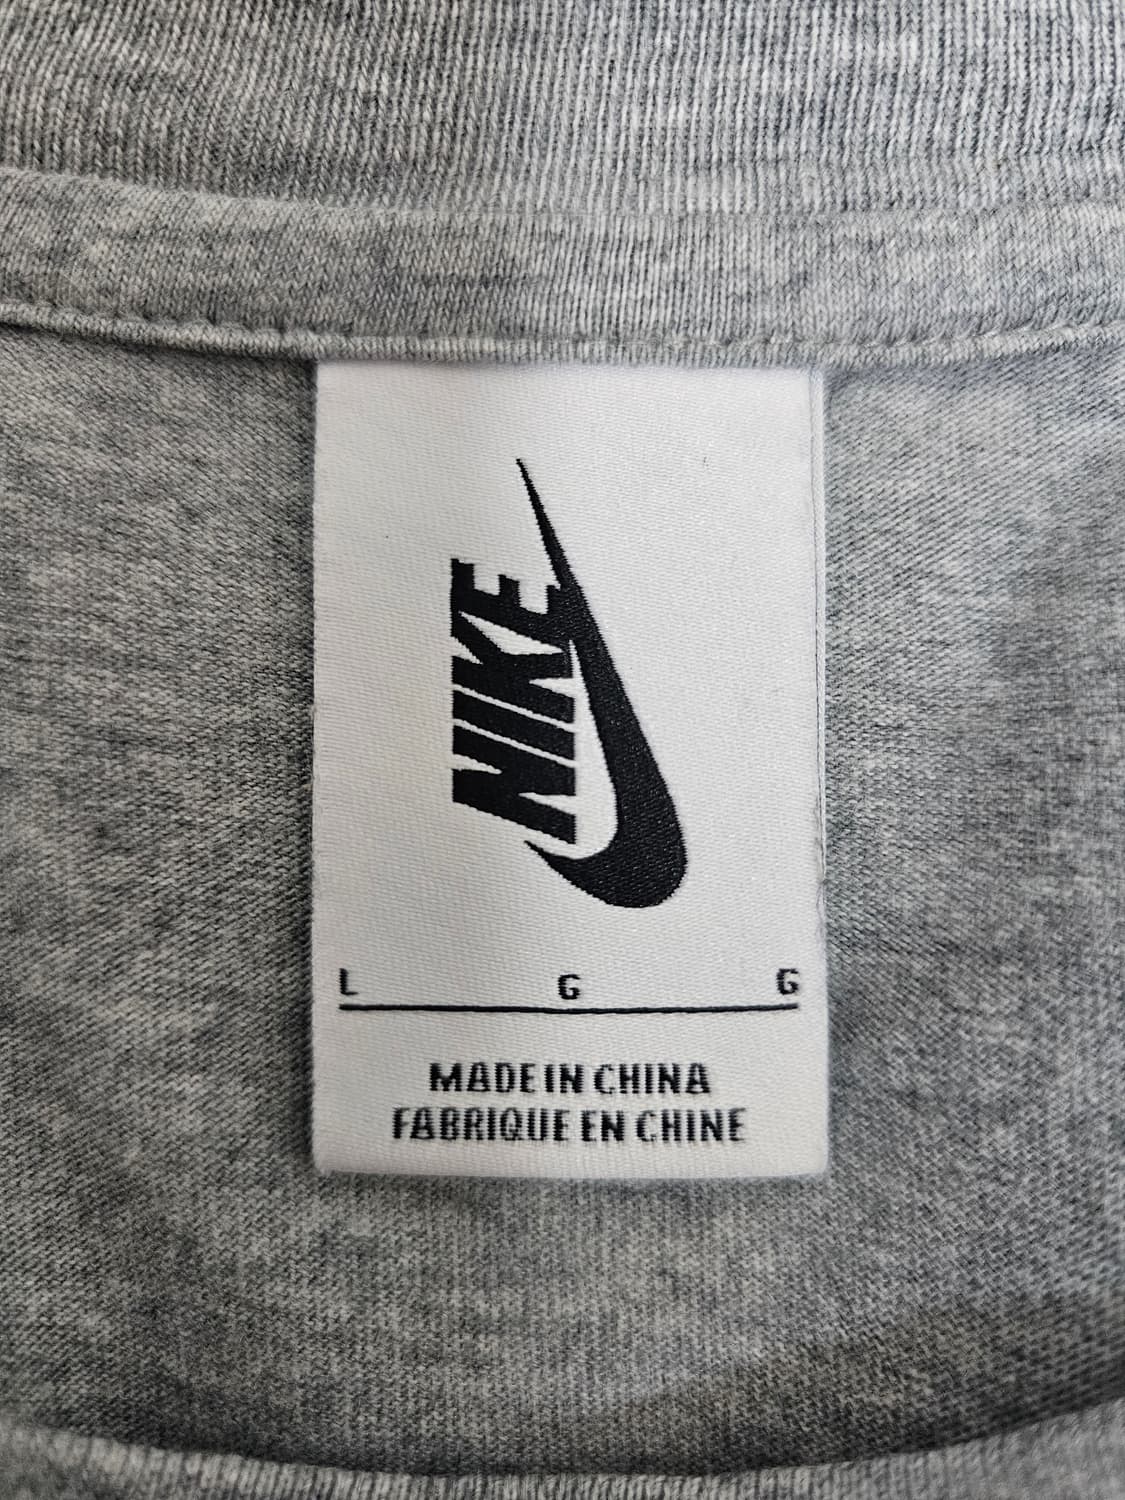 NIKE
L G G
MADE IN CHINA
FABRIQUE EN CHINE